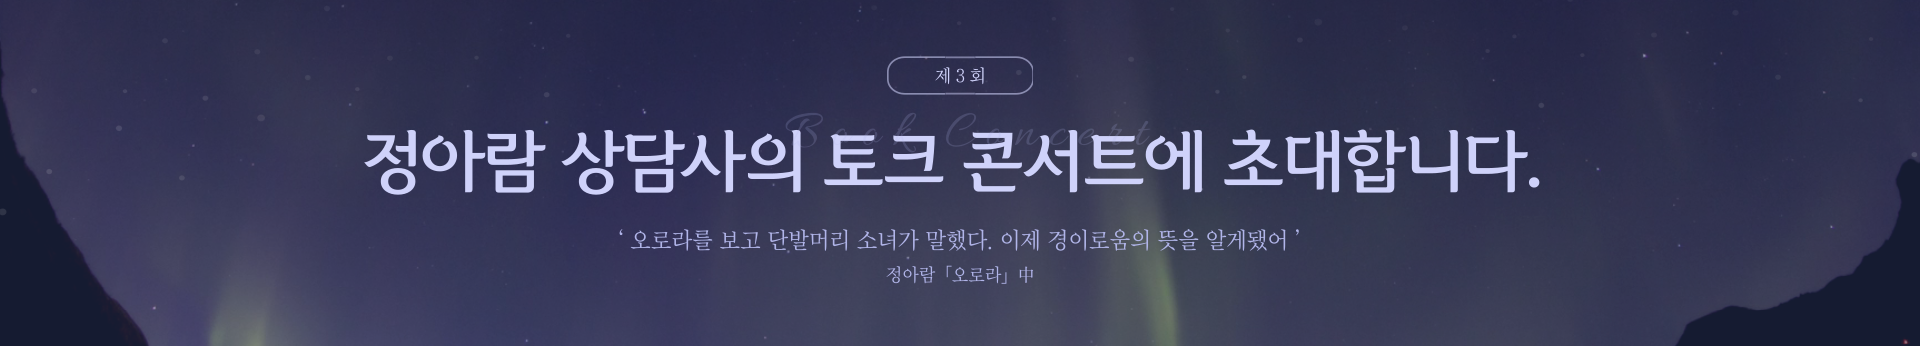 제 3 회
Book Concert
정아람 상담사의 토크 콘서트에 초대합니다.
‘ 오로라를 보고 단발머리 소녀가 말했다. 이제 경이로움의 뜻을 알게됐어 ’
정아람「오로라」中